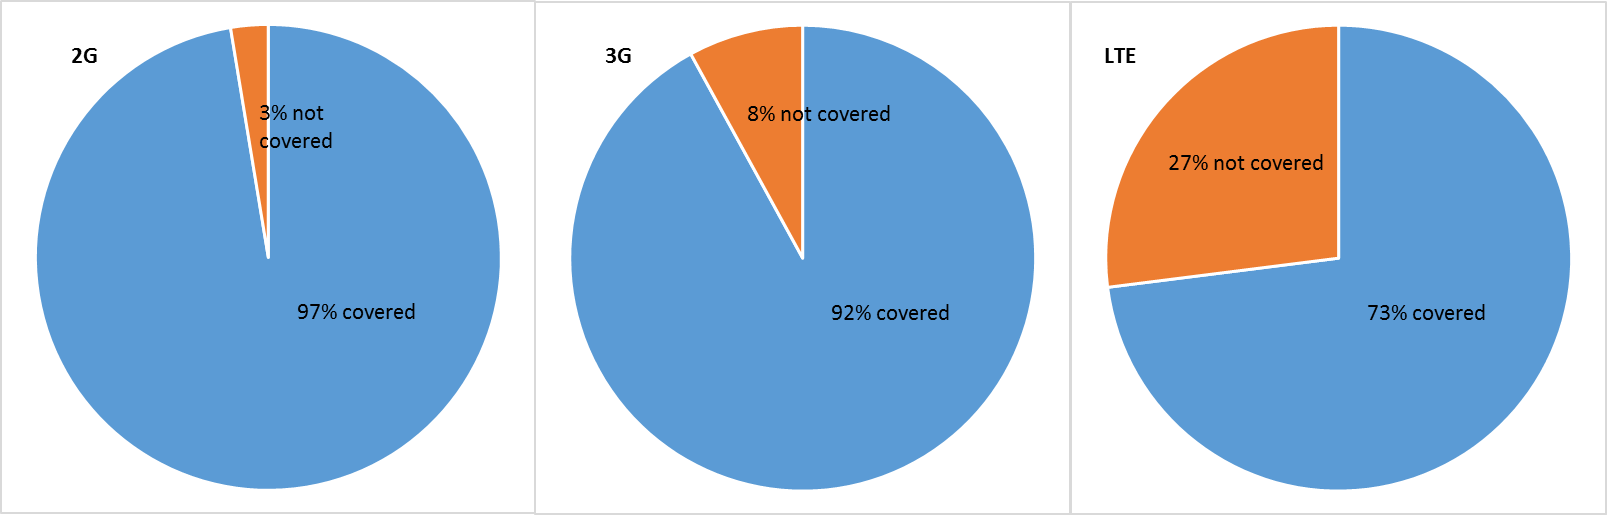 2G
3% not
covered
97% covered
3G
8% not covered
92% covered
LTE
27% not covered
73% covered